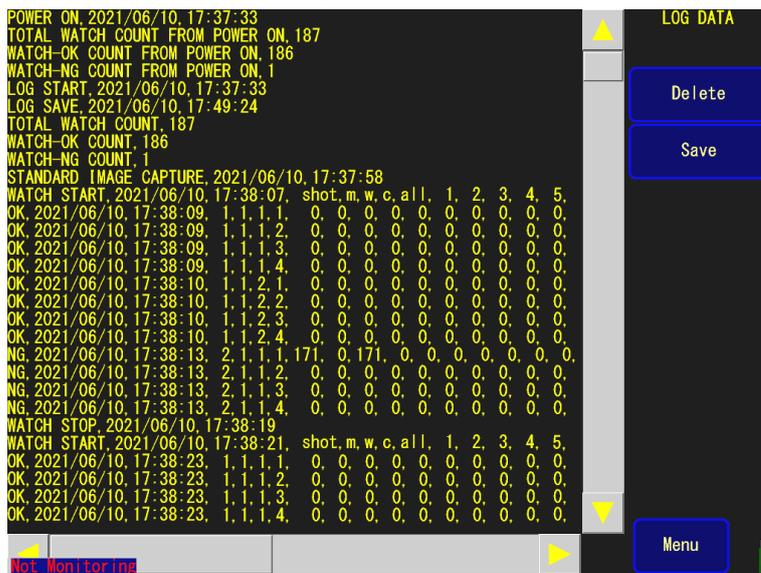 POWER ON,2021/06/10,17:37:33
TOTAL WATCH COUNT FROM POWER ON,187
WATCH-OK COUNT FROM POWER ON,186
WATCH-NG COUNT FROM POWER ON,1
LOG START,2021/06/10,17:37:33
LOG SAVE,2021/06/10,17:49:24
TOTAL WATCH COUNT,187
WATCH-OK COUNT,186
WATCH-NG COUNT,1
STANDARD IMAGE CAPTURE,2021/06/10,17:37:58
WATCH START,2021/06/10,17:38:07, shot,m,w,c,all, 1, 2, 3, 4, 5,
OK,2021/06/10,17:38:09, 1,1,1,1, 0, 0, 0, 0, 0, 0, 0, 0, 0, 0,
OK,2021/06/10,17:38:09, 1,1,1,2, 0, 0, 0, 0, 0, 0, 0, 0, 0, 0,
OK,2021/06/10,17:38:09, 1,1,1,3, 0, 0, 0, 0, 0, 0, 0, 0, 0, 0,
OK,2021/06/10,17:38:09, 1,1,1,4, 0, 0, 0, 0, 0, 0, 0, 0, 0, 0,
OK,2021/06/10,17:38:10, 1,1,2,1, 0, 0, 0, 0, 0, 0, 0, 0, 0, 0,
OK,2021/06/10,17:38:10, 1,1,2,2, 0, 0, 0, 0, 0, 0, 0, 0, 0, 0,
OK,2021/06/10,17:38:10, 1,1,2,3, 0, 0, 0, 0, 0, 0, 0, 0, 0, 0,
OK,2021/06/10,17:38:10, 1,1,2,4, 0, 0, 0, 0, 0, 0, 0, 0, 0, 0,
NG,2021/06/10,17:38:13, 2,1,1,1,171, 0,171, 0, 0, 0, 0, 0, 0, 0,
NG,2021/06/10,17:38:13, 2,1,1,2, 0, 0, 0, 0, 0, 0, 0, 0, 0, 0,
NG,2021/06/10,17:38:13, 2,1,1,3, 0, 0, 0, 0, 0, 0, 0, 0, 0, 0,
NG,2021/06/10,17:38:13, 2,1,1,4, 0, 0, 0, 0, 0, 0, 0, 0, 0, 0,
WATCH STOP,2021/06/10,17:38:19
WATCH START,2021/06/10,17:38:21, shot,m,w,c,all, 1, 2, 3, 4, 5,
OK,2021/06/10,17:38:23, 1,1,1,1, 0, 0, 0, 0, 0, 0, 0, 0, 0, 0,
OK,2021/06/10,17:38:23, 1,1,1,2, 0, 0, 0, 0, 0, 0, 0, 0, 0, 0,
OK,2021/06/10,17:38:23, 1,1,1,3, 0, 0, 0, 0, 0, 0, 0, 0, 0, 0,
OK,2021/06/10,17:38:23, 1,1,1,4, 0, 0, 0, 0, 0, 0, 0, 0, 0, 0,
Not Monitoring
LOG DATA
Delete
Save
Menu